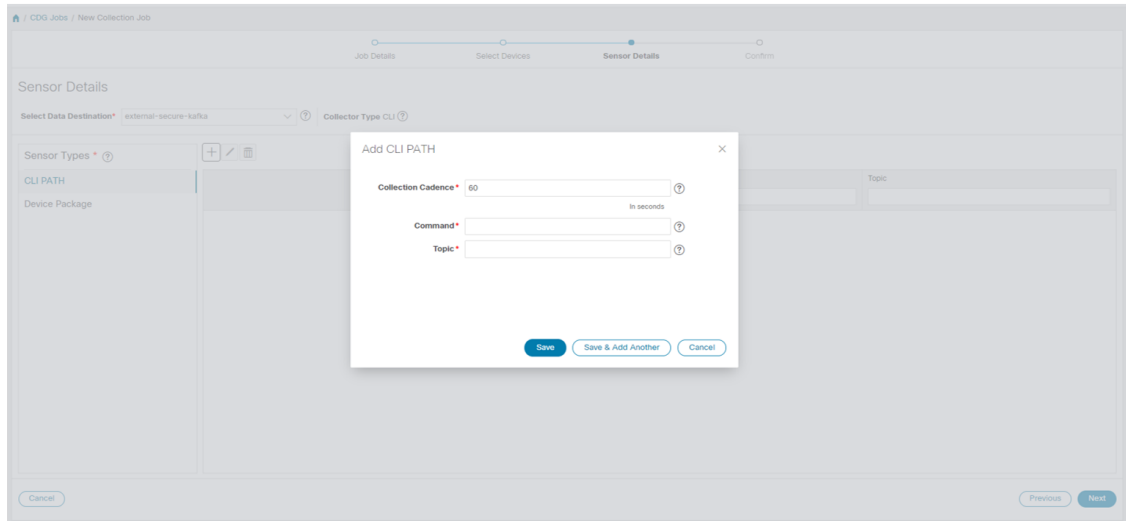 / CDG Jobs / New Collection Job
Job Details
Select Devices
Sensor Details
Confirm
Sensor Details
Select Data Destination* external-secure-kafka ? Collector Type CLI ?
Sensor Types * ?
CLI PATH
Device Package
Topic
Add CLI PATH
Collection Cadence* 60 ?
In seconds
Command* ?
Topic* ?
Save
Save & Add Another
Cancel
Cancel
Previous
Next